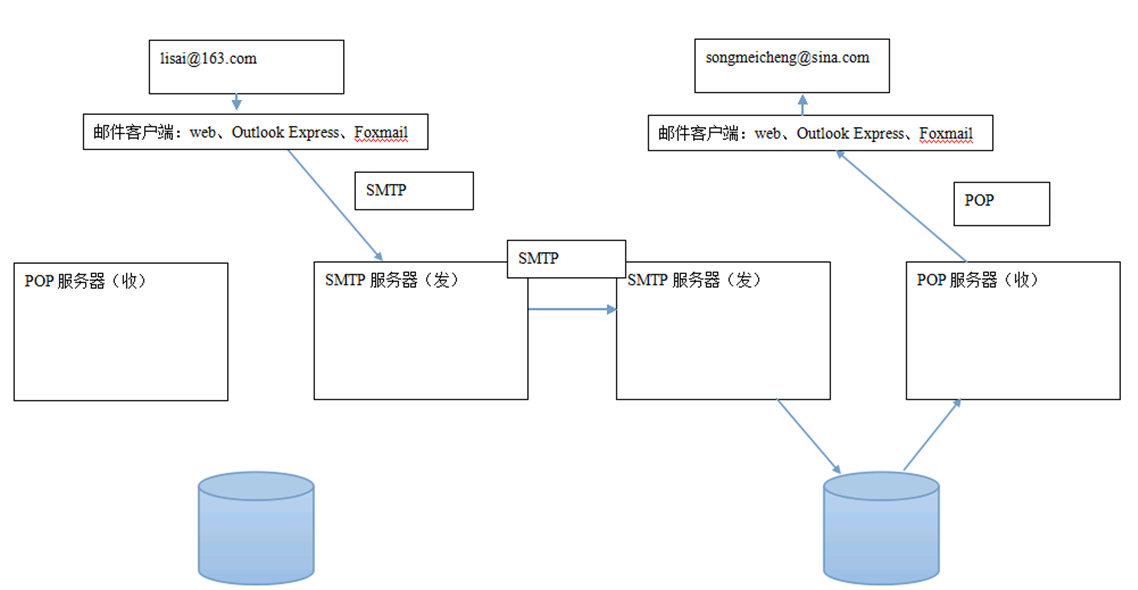 lisai@163.com
songmeicheng@sina.com
邮件客户端：web、Outlook Express、Foxmail
邮件客户端：web、Outlook Express、Foxmail
SMTP
POP
SMTP
POP 服务器（收）
SMTP 服务器（发）
SMTP 服务器（发）
POP 服务器（收）